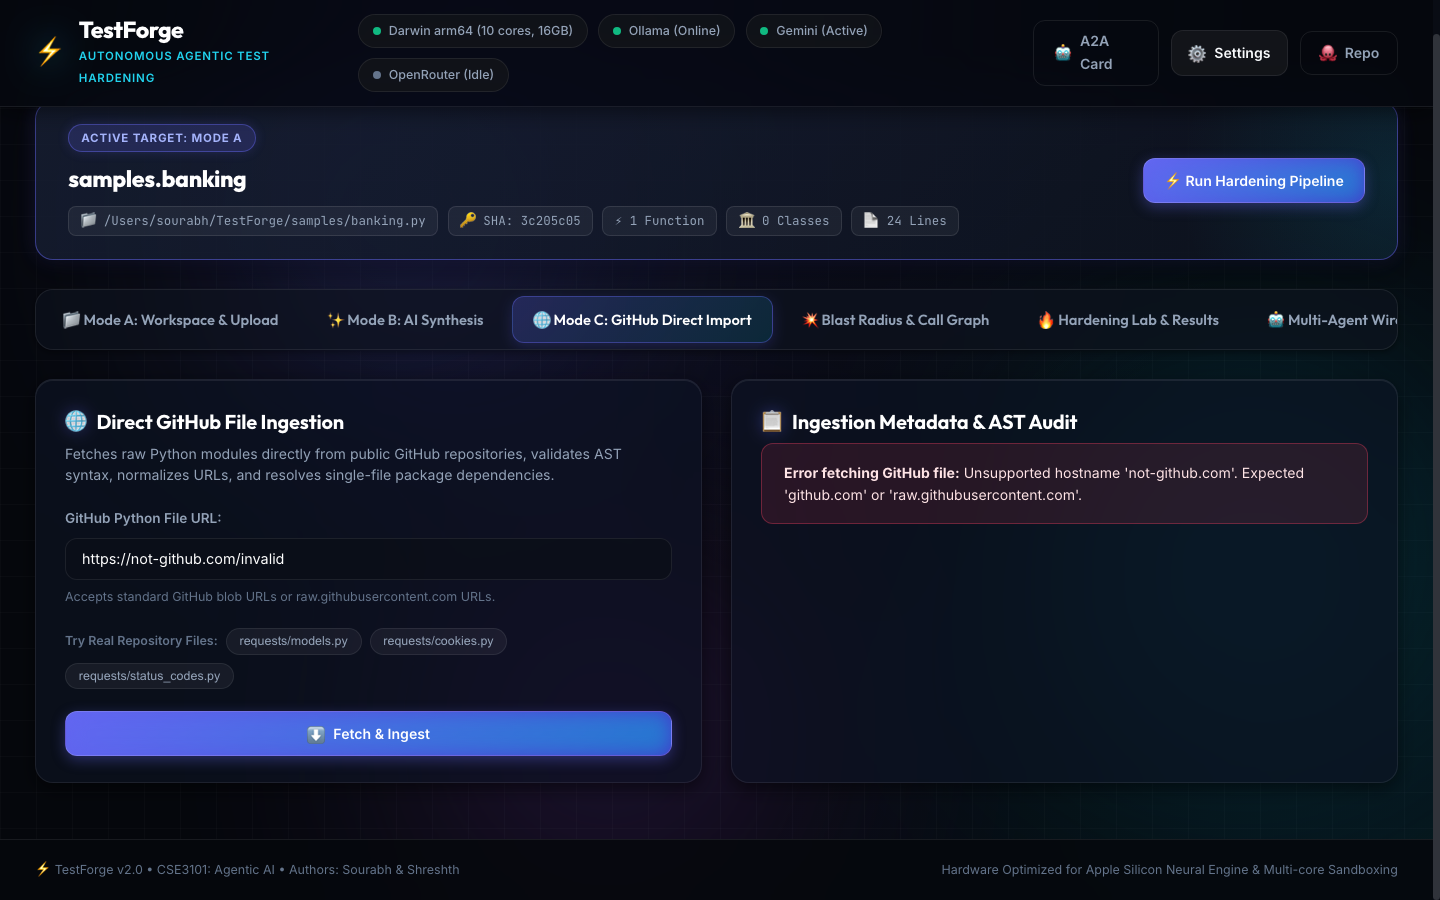 TestForge
AUTONOMOUS AGENTIC TEST
HARDENING
Darwin arm64 (10 cores, 16GB)
Ollama (Online)
Gemini (Active)
OpenRouter (Idle)
A2A
Card
Settings
Repo
ACTIVE TARGET: MODE A
samples.banking
/Users/sourabh/TestForge/samples/banking.py
SHA: 3c205c05
1 Function
0 Classes
24 Lines
Run Hardening Pipeline
Mode A: Workspace & Upload
Mode B: AI Synthesis
Mode C: GitHub Direct Import
Blast Radius & Call Graph
Hardening Lab & Results
Multi-Agent Wir
Direct GitHub File Ingestion
Fetches raw Python modules directly from public GitHub repositories, validates AST
syntax, normalizes URLs, and resolves single-file package dependencies.
GitHub Python File URL:
https://not-github.com/invalid
Accepts standard GitHub blob URLs or raw.githubusercontent.com URLs.
Try Real Repository Files:
requests/models.py
requests/cookies.py
requests/status_codes.py
Fetch & Ingest
Ingestion Metadata & AST Audit
Error fetching GitHub file: Unsupported hostname 'not-github.com'. Expected
'github.com' or 'raw.githubusercontent.com'.
TestForge v2.0 • CSE3101: Agentic AI • Authors: Sourabh & Shreshth
Hardware Optimized for Apple Silicon Neural Engine & Multi-core Sandboxing